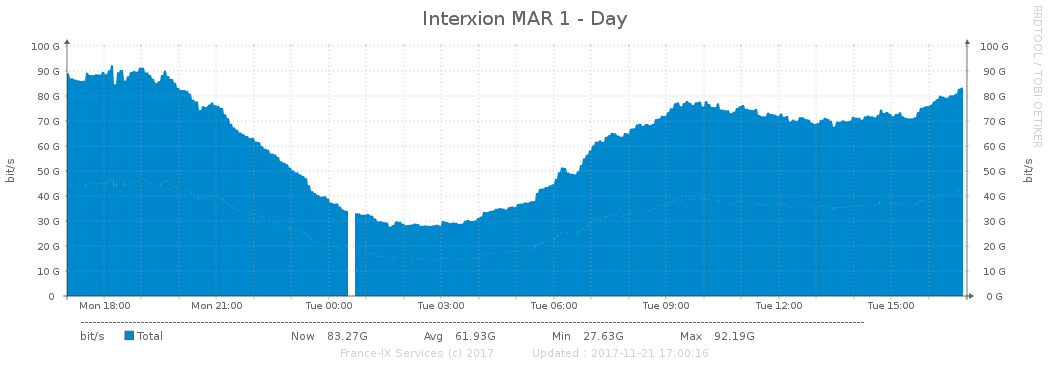 Interxion MAR 1 - Day
RRDTOOL / TOBI OETIKER
bit/s
bit/s
100 G 100 G
90 G 90 G
80 G 80 G
70 G 70 G
60 G 60 G
50 G 50 G
40 G 40 G
30 G 30 G
20 G 20 G
10 G 10 G
0 0 G
Mon 18:00 Mon 21:00 Tue 00:00 Tue 03:00 Tue 06:00 Tue 09:00 Tue 12:00 Tue 15:00
bit/s Total Now 83.27G Avg 61.93G Min 27.63G Max 92.19G
France-IX Services (c) 2017 Updated : 2017-11-21 17:00:16